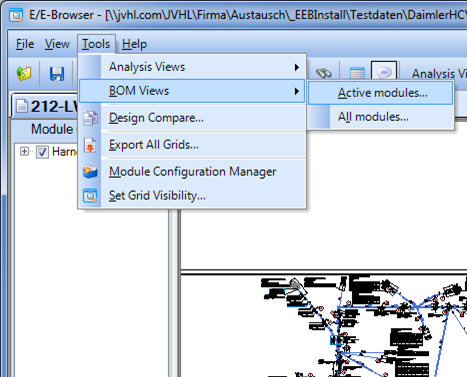 E/E-Browser - [\\jvhl.com\JVHL\Firma\Austausch\_EEBInstall\Testdaten\DaimlerHC\
File View Tools Help
Analysis Views
Analysis Vi
BOM Views
Active modules...
All modules...
212-LV
Design Compare...
Module
Export All Grids...
Harn
Module Configuration Manager
Set Grid Visibility...